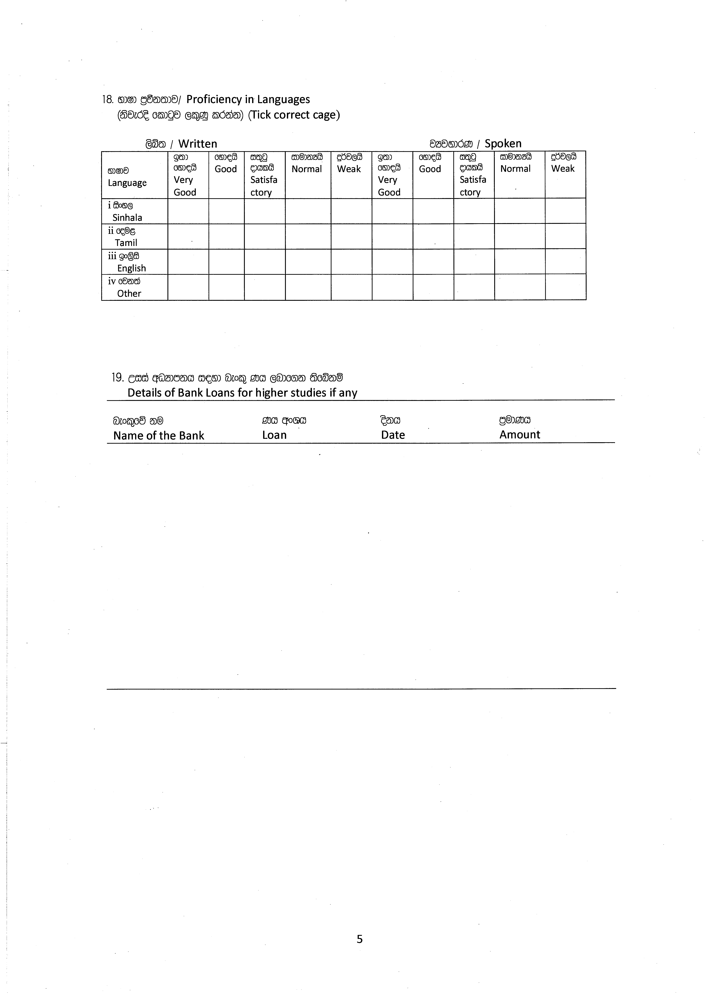 18. භාෂා ප්‍රවීනතාව/ Proficiency in Languages
(නිවැරදි කොටුව ලකුණු කරන්න) (Tick correct cage)
ලිඛිත / Written ව්‍යවහාරණ / Spoken
භාෂාව
Language
ඉතා
හොඳයි
Very
Good
හොඳයි
Good
සතුටු
දායකයි
Satisfa
ctory
සාමාන්‍යයි
Normal
දුර්වලයි
Weak
ඉතා
හොඳයි
Very
Good
හොඳයි
Good
සතුටු
දායකයි
Satisfa
ctory
සාමාන්‍යයි
Normal
දුර්වලයි
Weak
i සිංහල
Sinhala
ii දෙමළ
Tamil
iii ඉංග්‍රිසි
English
iv වෙනත්
Other
19. උසස් අධ්‍යාපනය සඳහා බැංකු ණය ලබාගෙන තිබේනම්
Details of Bank Loans for higher studies if any
බැංකුවේ නම ණය අංශය දිනය ප්‍රමාණය
Name of the Bank Loan Date Amount
5